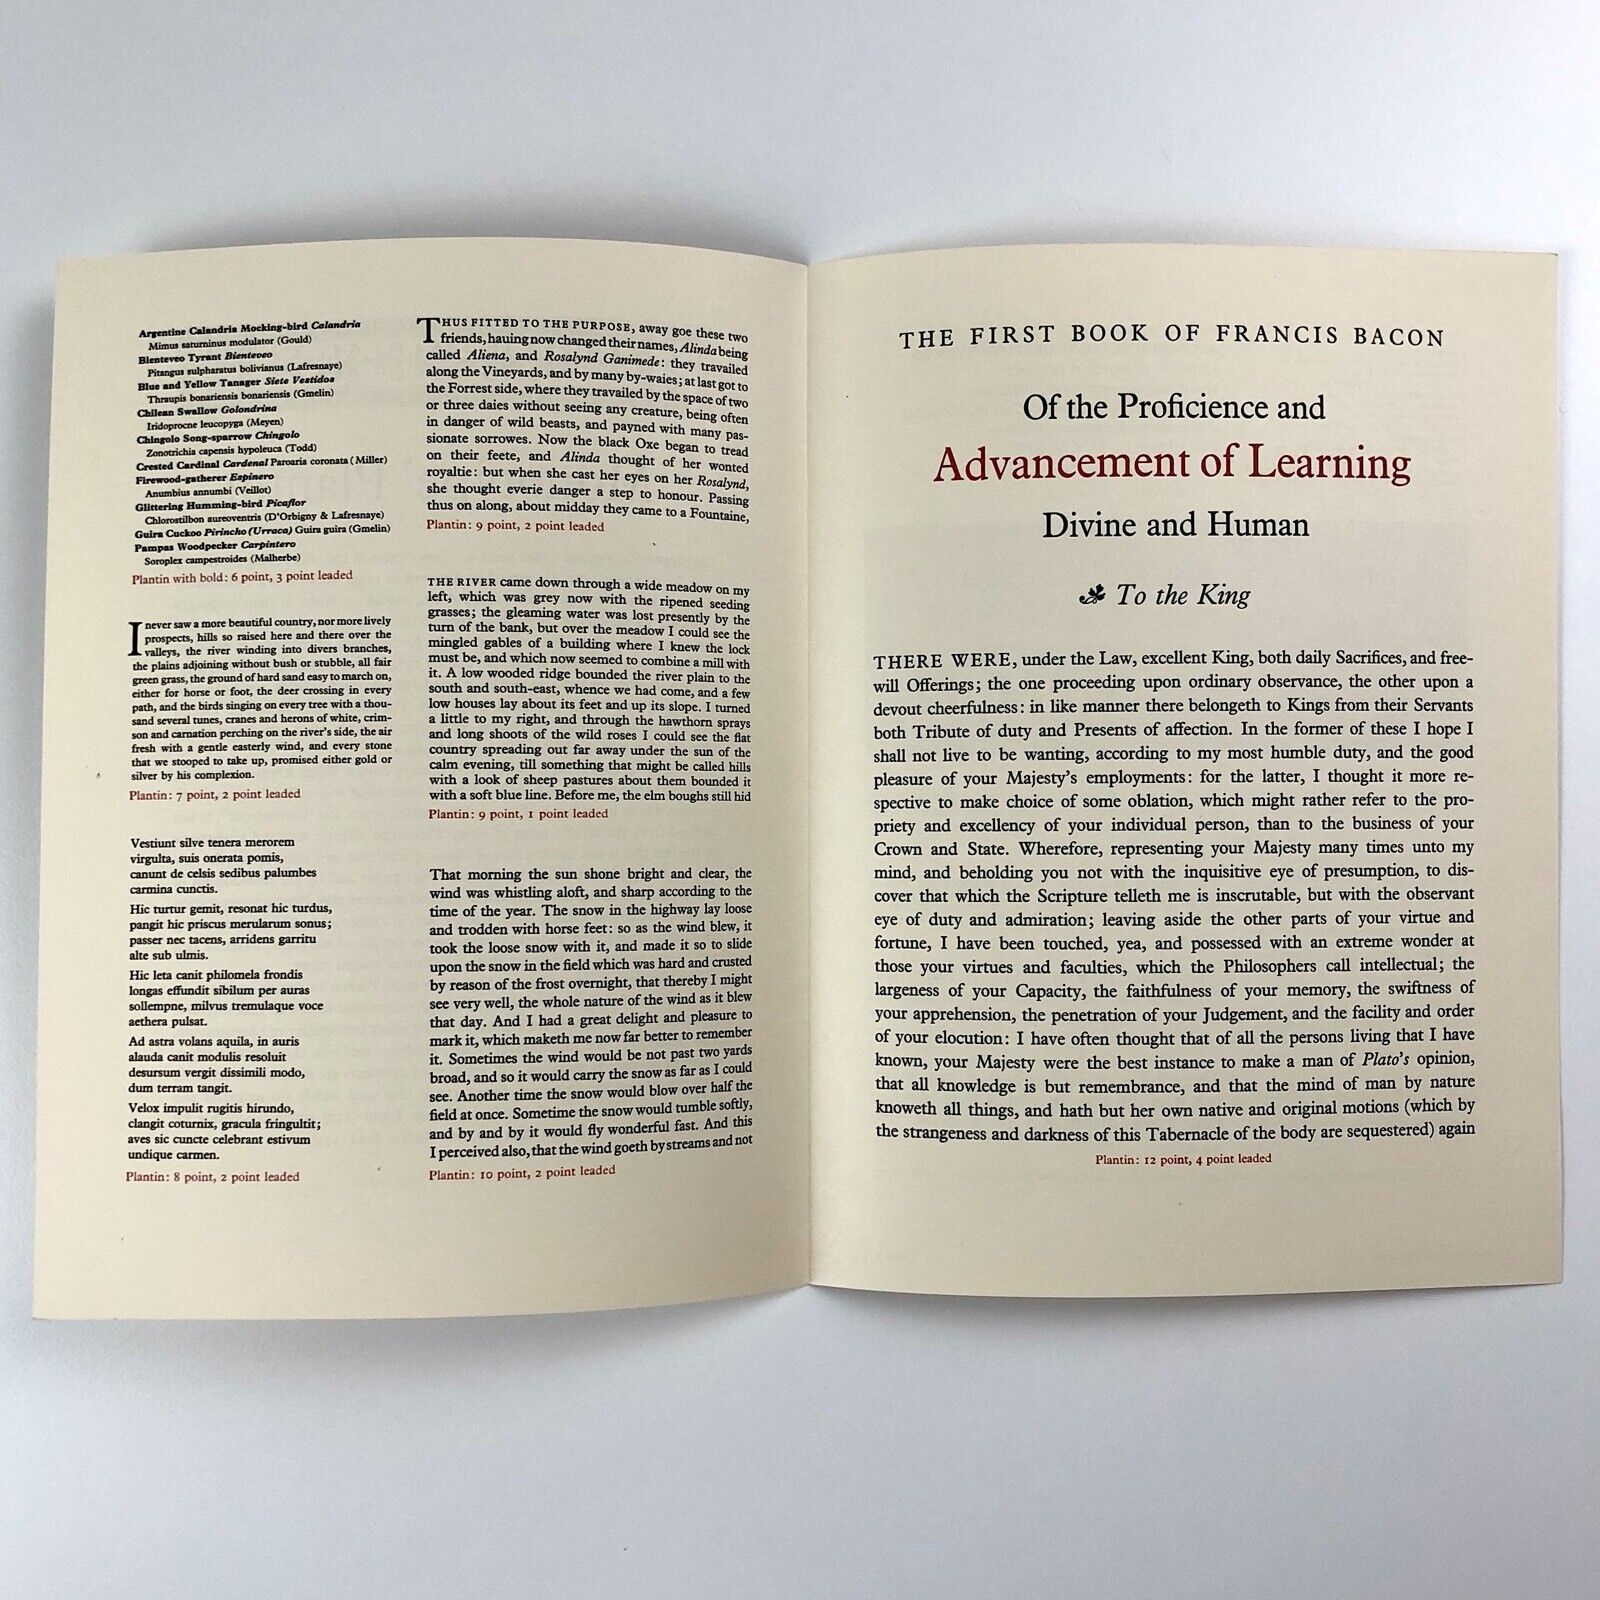 Argentine Calandria Mocking-bird Calandria
Mimus saturninus modulator (Gould)
Bienteveo Tyrant Bienteveo
Pitangus sulphuratus bolivianus (Lafresnaye)
Blue and Yellow Tanager Siete Vestidos
Thraupis bonariensis bonariensis (Gmelin)
Chilean Swallow Golondrina
Iridoprocne leucopyga (Meyen)
Chingolo Song-sparrow Chingolo
Zonotrichia capensis hypoleuca (Todd)
Crested Cardinal Cardenal Paroaria coronata (Miller)
Firewood-gatherer Espinero
Anumbius annumbi (Veillot)
Glittering Humming-bird Picaflor
Chlorostilbon aureoventris (D'Orbigny & Lafresnaye)
Guira Cuckoo Pirincho (Urraca) Guira guira (Gmelin)
Pampas Woodpecker Carpintero
Soroplex campestroides (Malherbe)
Plantin with bold: 6 point, 3 point leaded
I never saw a more beautiful country, nor more lively
prospects, hills so raised here and there over the
valleys, the river winding into divers branches,
the plains adjoining without bush or stubble, all fair
green grass, the ground of hard sand easy to march on,
either for horse or foot, the deer crossing in every
path, and the birds singing on every tree with a thou-
sand several tunes, cranes and herons of white, crim-
son and carnation perching on the river's side, the air
fresh with a gentle easterly wind, and every stone
that we stooped to take up, promised either gold or
silver by his complexion.
Plantin: 7 point, 2 point leaded
Vestiunt silve tenera merorem
virgulta, suis onerata pomis,
canunt de celsis sedibus palumbes
carmina cunctis.
Hic turtur gemit, resonat hic turdus,
pangit hic priscus merularum sonus;
passer nec tacens, arridens garritu
alte sub ulmis.
Hic leta canit philomela frondis
longas effundit sibilum per auras
sollempne, milvus tremulaque voce
aethera pulsat.
Ad astra volans aquila, in auris
alauda canit modulis resoluit
desursum vergit dissimili modo,
dum terram tangit.
Velox impulit rugitis hirundo,
clangit coturnix, gracula fringultit;
aves sic cuncte celebrant estivum
undique carmen.
Plantin: 8 point, 2 point leaded
THUS FITTED TO THE PURPOSE, away goe these two
friends, hauing now changed their names, Alinda being
called Aliena, and Rosalynd Ganimede: they travailed
along the Vineyards, and by many by-waies; at last got to
the Forrest side, where they travailed by the space of two
or three daies without seeing any creature, being often
in danger of wild beasts, and payned with many pas-
sionate sorrowes. Now the black Oxe began to tread
on their feete, and Alinda thought of her wonted
royaltie: but when she cast her eyes on her Rosalynd,
she thought everie danger a step to honour. Passing
thus on along, about midday they came to a Fountaine,
Plantin: 9 point, 2 point leaded
THE RIVER came down through a wide meadow on my
left, which was grey now with the ripened seeding
grasses; the gleaming water was lost presently by the
turn of the bank, but over the meadow I could see the
mingled gables of a building where I knew the lock
must be, and which now seemed to combine a mill with
it. A low wooded ridge bounded the river plain to the
south and south-east, whence we had come, and a few
low houses lay about its feet and up its slope. I turned
a little to my right, and through the hawthorn sprays
and long shoots of the wild roses I could see the flat
country spreading out far away under the sun of the
calm evening, till something that might be called hills
with a look of sheep pastures about them bounded it
with a soft blue line. Before me, the elm boughs still hid
Plantin: 9 point, 1 point leaded
That morning the sun shone bright and clear, the
wind was whistling aloft, and sharp according to the
time of the year. The snow in the highway lay loose
and trodden with horse feet: so as the wind blew, it
took the loose snow with it, and made it so to slide
upon the snow in the field which was hard and crusted
by reason of the frost overnight, that thereby I might
see very well, the whole nature of the wind as it blew
that day. And I had a great delight and pleasure to
mark it, which maketh me now far better to remember
it. Sometimes the wind would be not past two yards
broad, and so it would carry the snow as far as I could
see. Another time the snow would blow over half the
field at once. Sometime the snow would tumble softly,
and by and by it would fly wonderful fast. And this
I perceived also, that the wind goeth by streams and not
Plantin: 10 point, 2 point leaded
THE FIRST BOOK OF FRANCIS BACON
Of the Proficience and
Advancement of Learning
Divine and Human
To the King
THERE WERE, under the Law, excellent King, both daily Sacrifices, and free-
will Offerings; the one proceeding upon ordinary observance, the other upon a
devout cheerfulness: in like manner there belongeth to Kings from their Servants
both Tribute of duty and Presents of affection. In the former of these I hope I
shall not live to be wanting, according to my most humble duty, and the good
pleasure of your Majesty's employments: for the latter, I thought it more re-
spective to make choice of some oblation, which might rather refer to the pro-
priety and excellency of your individual person, than to the business of your
Crown and State. Wherefore, representing your Majesty many times unto my
mind, and beholding you not with the inquisitive eye of presumption, to dis-
cover that which the Scripture telleth me is inscrutable, but with the observant
eye of duty and admiration; leaving aside the other parts of your virtue and
fortune, I have been touched, yea, and possessed with an extreme wonder at
those your virtues and faculties, which the Philosophers call intellectual; the
largeness of your Capacity, the faithfulness of your memory, the swiftness of
your apprehension, the penetration of your Judgement, and the facility and order
of your elocution: I have often thought that of all the persons living that I have
known, your Majesty were the best instance to make a man of Plato's opinion,
that all knowledge is but remembrance, and that the mind of man by nature
knoweth all things, and hath but her own native and original motions (which by
the strangeness and darkness of this Tabernacle of the body are sequestered) again
Plantin: 12 point, 4 point leaded